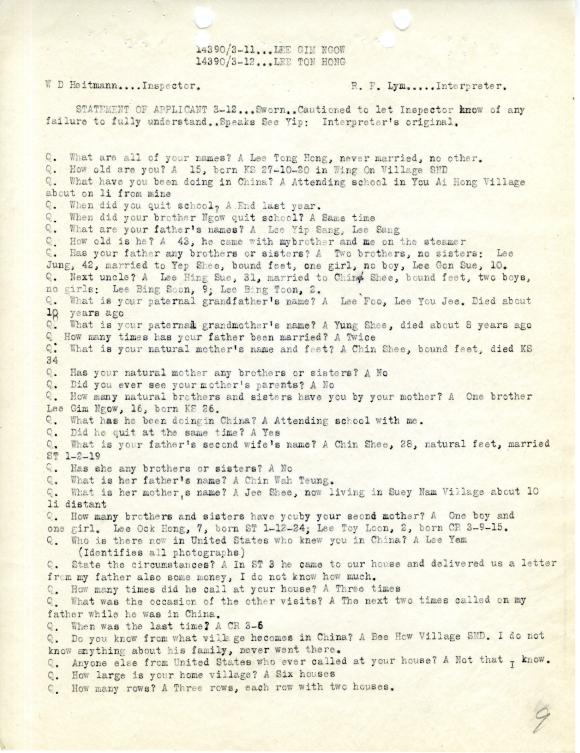 14390/3-11...LEE GIM NGOW
14390/3-12...LEE TON HONG
W D Heitmann....Inspector. R. F. Lym.....Interpreter.
STATEMENT OF APPLICANT 3-12...Sworn..Cautioned to let Inspector know of any
failure to fully understand..Speaks See Yip: Interpreter's original.
Q. What are all of your names? A Lee Tong Hong, never married, no other.
Q. How old are you? A 15, born KS 27-10-20 in Wing On Village SND
Q. What have you been doing in China? A Attending school in You Ai Hong Village
about on li from mine
Q. When did you quit school, A End last year.
Q. When did your brother Ngow quit school? A Same time
Q. What are your father's names? A Lee Yip Sang, Lee Sang
Q. How old is he? A 43, he came with mybrother and me on the steamer
Q. Has your father any brothers or sisters? A Two brothers, no sisters: Lee
Jung, 42, married to Yep Shee, bound feet, one girl, no boy, Lee Gon Sue, 10.
Q. Next uncle? A Lee Hing Sue, 31, married to Chin Shee, bound feet, two boys,
no girls: Lee Bing Soon, 9; Lee Bing Toon, 2.
Q. What is your paternal grandfather's name? A Lee Foo, Lee You Jee. Died about
10 years ago
Q. What is your paternal grandmother's name? A Yung Shee, died about 8 years ago
Q How many times has your father been married? A Twice
Q. What is your natural mother's name and feet? A Chin Shee, bound feet, died KS
34
Q. Has your natural mother any brothers or sisters? A No
Q. Did you ever see your mother's parents? A No
Q. How many natural brothers and sisters have you by your mother? A One brother
Lee Gim Ngow, 16, born KS 26.
Q. What has he been doingin China? A Attending school with me.
Q. Did he quit at the same time? A Yes
Q. What is your father's second wife's name? A Chin Shee, 28, natural feet, married
ST 1-2-19
Q. Has she any brothers or sisters? A No
Q. What is her father's name? A Chin Wah Teung.
Q. What is her mother,s name? A Jee Shee, now living in Suey Nam Village about 10
li distant
Q. How many brothers and sisters have youby your seond mother? A One boy and
one girl. Lee Ock Hong, 7, born ST 1-12-24; Lee Toy Loon, 2, born CR 3-9-15.
Q. Who is there now in United States who knew you in China? A Lee Yem
(Identifies all photographs)
Q. State the circumstances? A In ST 3 he came to our house and delivered us a letter
from my father also some money, I do not know how much.
Q. How many times did he call at your house? A Three times
Q. What was the occasion of the other visits? A The next two times called on my
father while he was in China.
Q. When was the last time? A CR 3-6
Q. Do you know from what village hecomes in China? A Bee How Village SND. I do not
know anything about his family, never went there.
Q. Anyone else from United States who ever called at your house? A Not that I know.
Q. How large is your home village? A Six houses
Q. How many rows? A Three rows, each row with two houses.
9